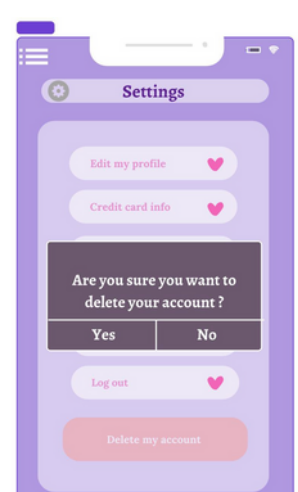 Settings
Edit my profile
Credit card info
Are you sure you want to
delete your account ?
Yes
No
Log out
Delete my account